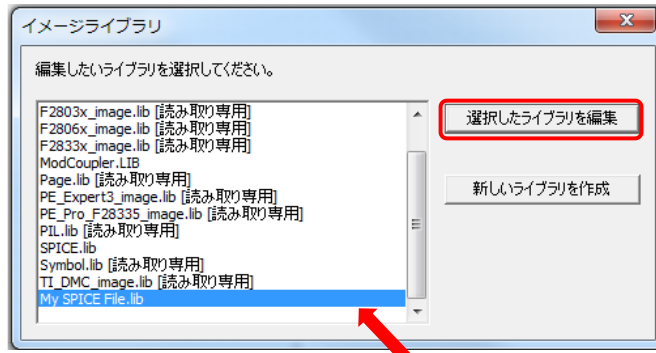 イメージライブラリ
編集したいライブラリを選択してください。
F2803x_image.lib [読み取り専用]
F2806x_image.lib [読み取り専用]
F2833x_image.lib [読み取り専用]
ModCoupler.LIB
Page.lib [読み取り専用]
PE_Expert3_image.lib [読み取り専用]
PE_Pro_F28335_image.lib [読み取り専用]
PIL.lib [読み取り専用]
SPICE.lib
Symbol.lib [読み取り専用]
TI_DMC_image.lib [読み取り専用]
My SPICE File.lib
選択したライブラリを編集
新しいライブラリを作成